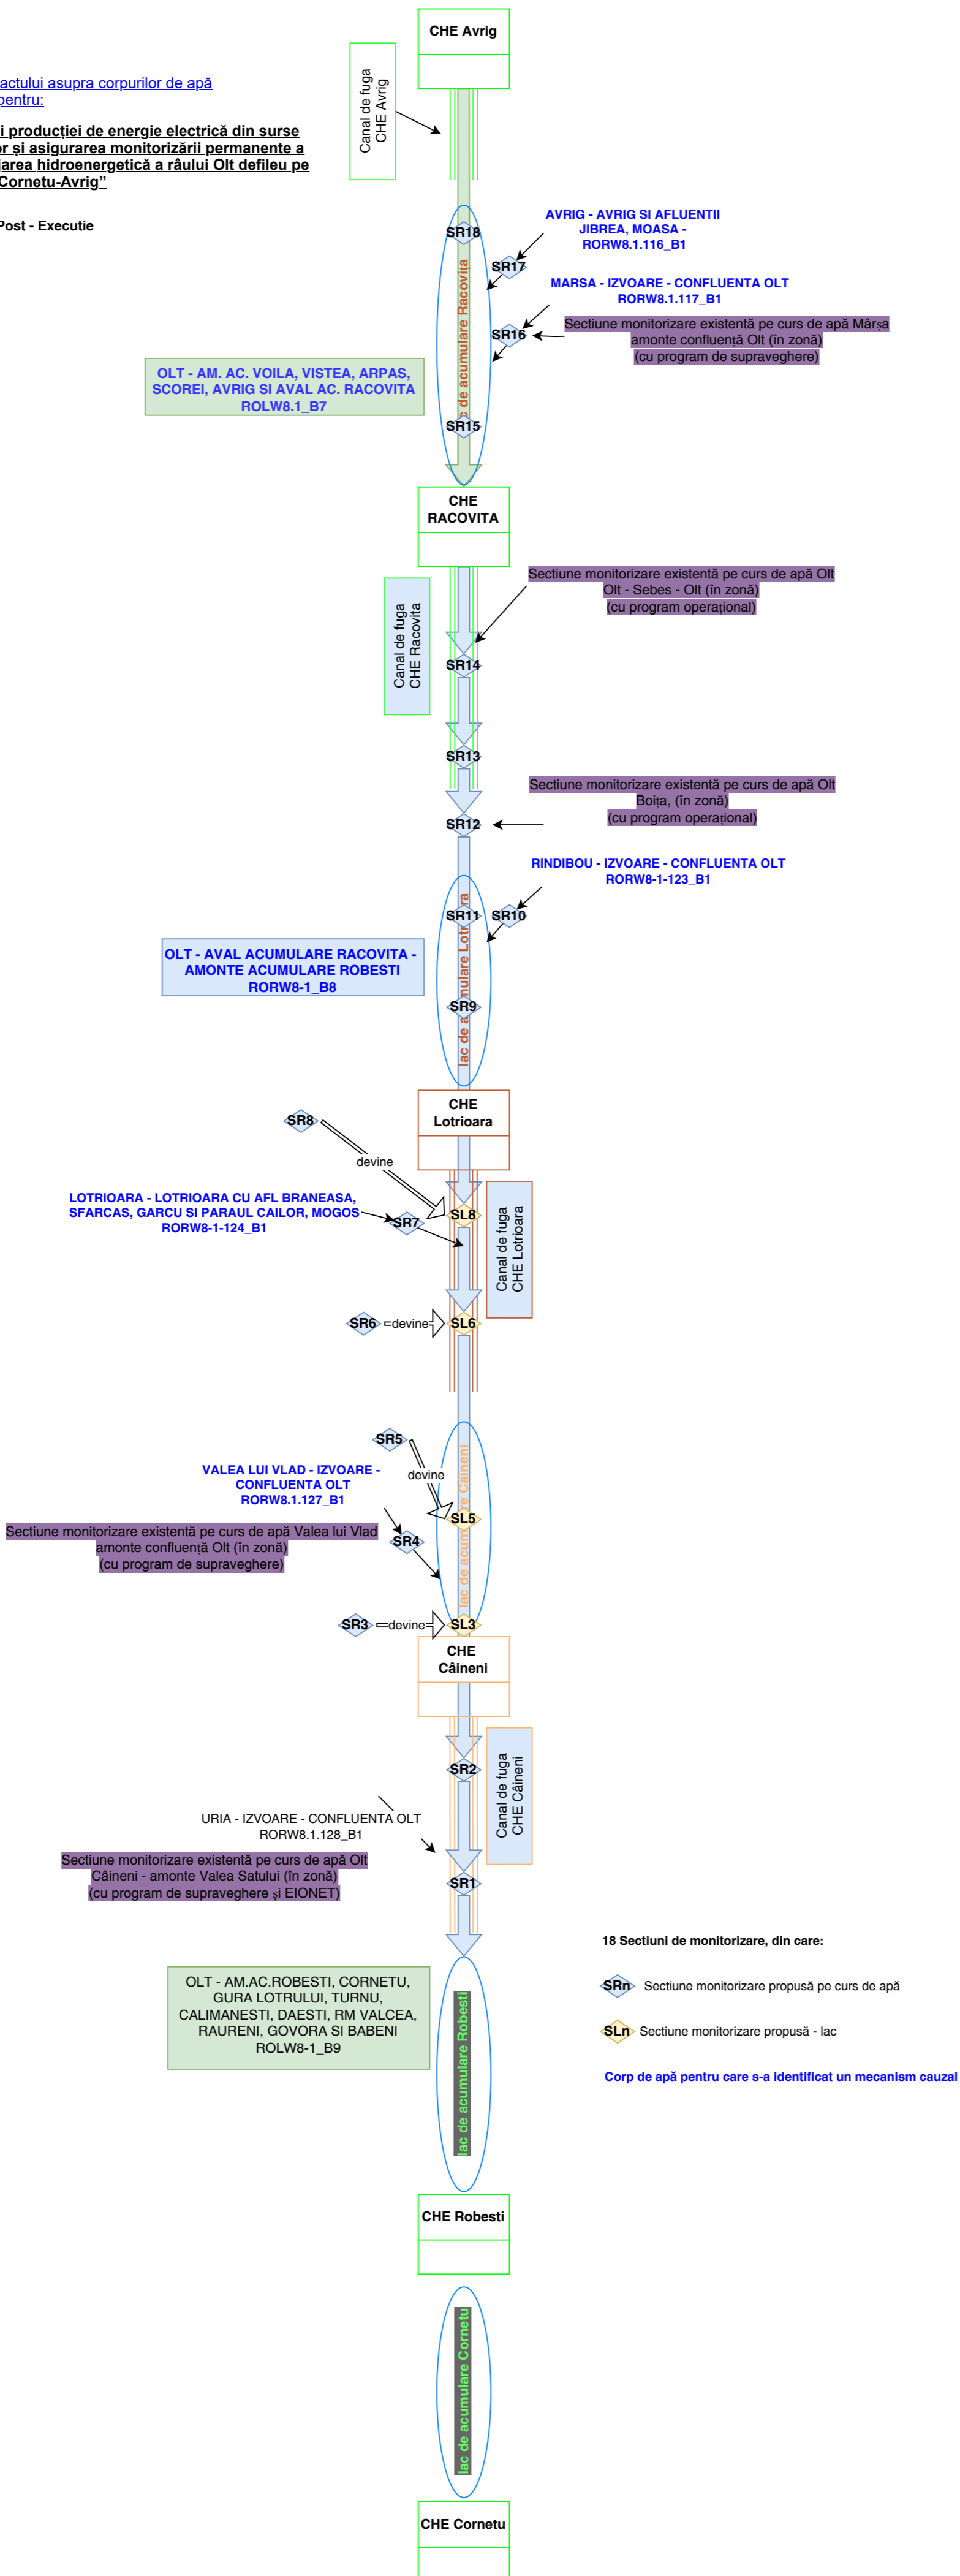 CHE Avrig
Canal de fuga
CHE Avrig
actului asupra corpurilor de apă
pentru:
i producției de energie electrică din surse
or și asigurarea monitorizării permanente a
jarea hidroenergetică a râului Olt defileu pe
Cornetu-Avrig”
Post - Executie
AVRIG - AVRIG SI AFLUENTII
JIBREA, MOASA -
RORW8.1.116_B1
SR18
SR17
MARSA - IZVOARE - CONFLUENTA OLT
RORW8.1.117_B1
SR16
Sectiune monitorizare existentă pe curs de apă Mârșa
amonte confluență Olt (în zonă)
(cu program de supraveghere)
c de acumulare Racovița
OLT - AM. AC. VOILA, VISTEA, ARPAS,
SCOREI, AVRIG SI AVAL AC. RACOVITA
ROLW8.1_B7
SR15
CHE
RACOVITA
Sectiune monitorizare existentă pe curs de apă Olt
Olt - Sebes - Olt (în zonă)
(cu program operațional)
Canal de fuga
CHE Racovita
SR14
SR13
Sectiune monitorizare existentă pe curs de apă Olt
Boița, (în zonă)
(cu program operațional)
SR12
RINDIBOU - IZVOARE - CONFLUENTA OLT
RORW8-1-123_B1
SR11
SR10
OLT - AVAL ACUMULARE RACOVITA -
AMONTE ACUMULARE ROBESTI
RORW8-1_B8
lac de a mulare Lotr ra
SR9
CHE
Lotrioara
SR8
devine
LOTRIOARA - LOTRIOARA CU AFL BRANEASA,
SFARCAS, GARCU SI PARAUL CAILOR, MOGOS
RORW8-1-124_B1
SR7
SL8
Canal de fuga
CHE Lotrioara
SR6
devine
SL6
SR5
devine
VALEA LUI VLAD - IZVOARE -
CONFLUENTA OLT
RORW8.1.127_B1
SL5
lac de acum re Câineni
Sectiune monitorizare existentă pe curs de apă Valea lui Vlad
amonte confluență Olt (în zonă)
(cu program de supraveghere)
SR4
SR3
devine
SL3
CHE
Câineni
Canal de fuga
CHE Câineni
SR2
URIA - IZVOARE - CONFLUENTA OLT
RORW8.1.128_B1
Sectiune monitorizare existentă pe curs de apă Olt
Câineni - amonte Valea Satului (în zonă)
(cu program de supraveghere și EIONET)
SR1
18 Sectiuni de monitorizare, din care:
SRn
Sectiune monitorizare propusă pe curs de apă
SLn
Sectiune monitorizare propusă - lac
Corp de apă pentru care s-a identificat un mecanism cauzal
OLT - AM.AC.ROBESTI, CORNETU,
GURA LOTRULUI, TURNU,
CALIMANESTI, DAESTI, RM VALCEA,
RAURENI, GOVORA SI BABENI
ROLW8-1_B9
lac de acumulare Robesti
CHE Robesti
lac de acumulare Cornetu
CHE Cornetu